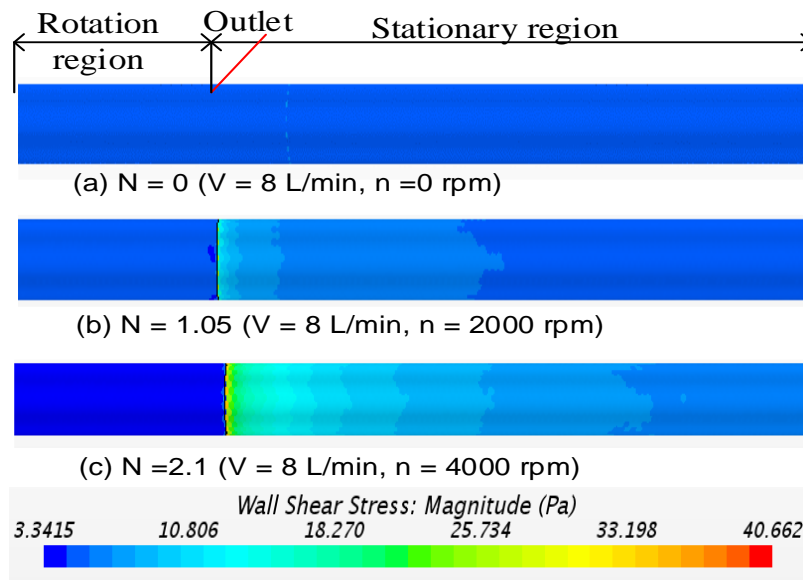 Rotation region
Outlet
Stationary region
(a) N = 0 (V = 8 L/min, n =0 rpm)
(b) N = 1.05 (V = 8 L/min, n = 2000 rpm)
(c) N =2.1 (V = 8 L/min, n = 4000 rpm)
Wall Shear Stress: Magnitude (Pa)
3.3415 10.806 18.270 25.734 33.198 40.662